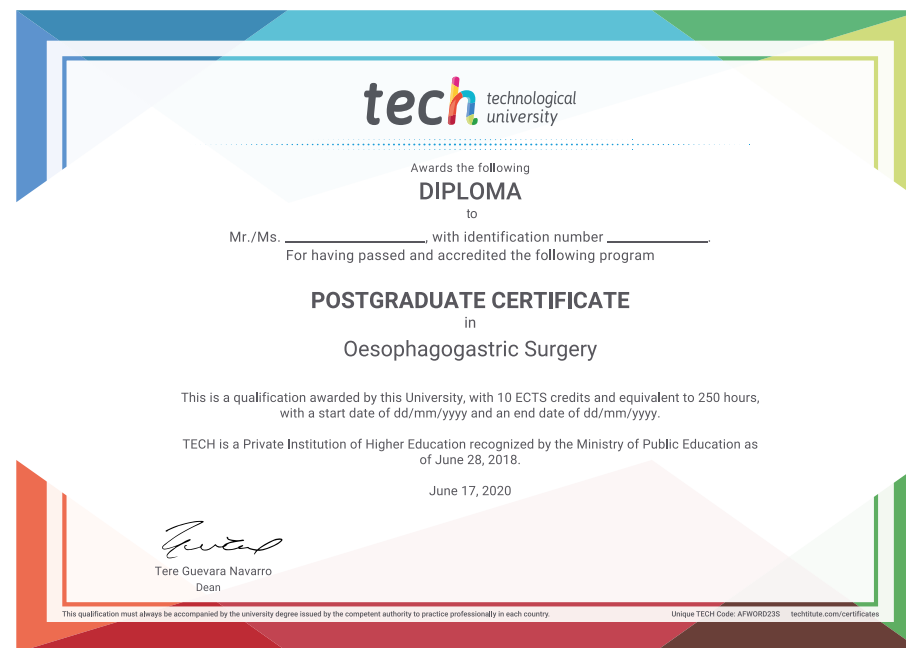 tech technological
university
Awards the following
DIPLOMA
to
Mr./Ms. ____________________, with identification number ______________.
For having passed and accredited the following program
POSTGRADUATE CERTIFICATE
in
Oesophagogastric Surgery
This is a qualification awarded by this University, with 10 ECTS credits and equivalent to 250 hours,
with a start date of dd/mm/yyyy and an end date of dd/mm/yyyy.
TECH is a Private Institution of Higher Education recognized by the Ministry of Public Education as
of June 28, 2018.
June 17, 2020
Tere Guevara Navarro
Dean
This qualification must always be accompanied by the university degree issued by the competent authority to practice professionally in each country.
Unique TECH Code: AFWORD23S techtitute.com/certificates